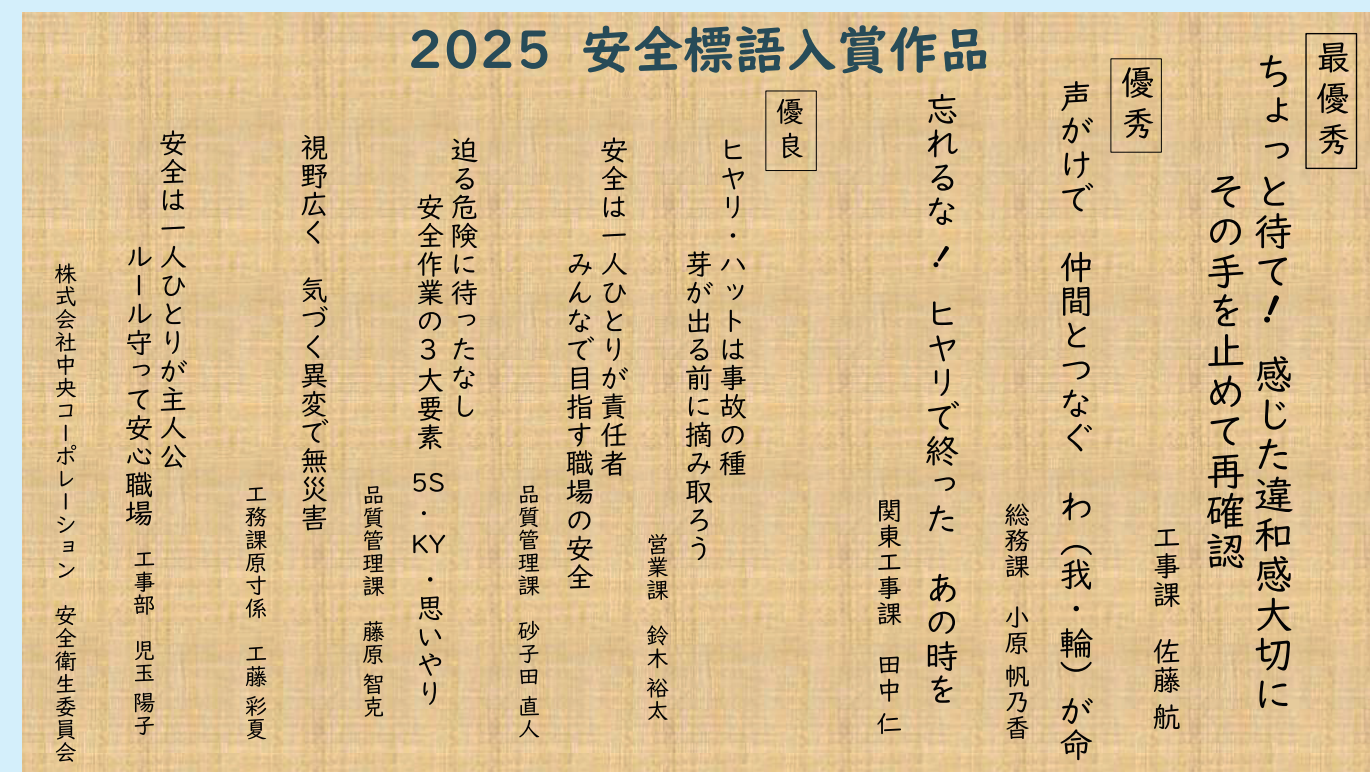 2025 安全標語入賞作品
最優秀
ちょっと待て! 感じた違和感大切に
その手を止めて再確認
工事課 佐藤 航
優秀
声がけで 仲間とつなぐ わ(我・輪)が命
総務課 小原 帆乃香
忘れるな! ヒヤリで終った あの時を
関東工事課 田中 仁
優良
ヒヤリ・ハットは事故の種
芽が出る前に摘み取ろう
営業課 鈴木 裕太
安全は一人ひとりが責任者
みんなで目指す職場の安全
品質管理課 砂子田 直人
迫る危険に待ったなし
安全作業の3大要素 5S・KY・思いやり
品質管理課 藤原 智克
視野広く 気づく異変で無災害
工務課原寸係 工藤 彩夏
安全は一人ひとりが主人公
ルール守って安心職場
工事部 児玉 陽子
株式会社中央コーポレーション 安全衛生委員会